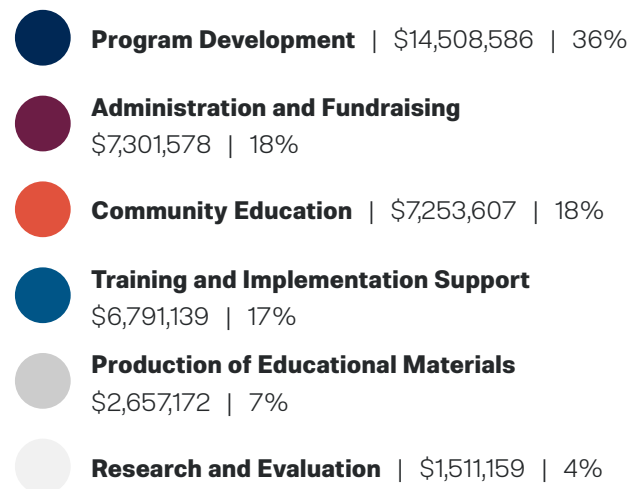 Program Development | $14,508,586 | 36%
Administration and Fundraising
$7,301,578 | 18%
Community Education | $7,253,607 | 18%
Training and Implementation Support
$6,791,139 | 17%
Production of Educational Materials
$2,657,172 | 7%
Research and Evaluation | $1,511,159 | 4%